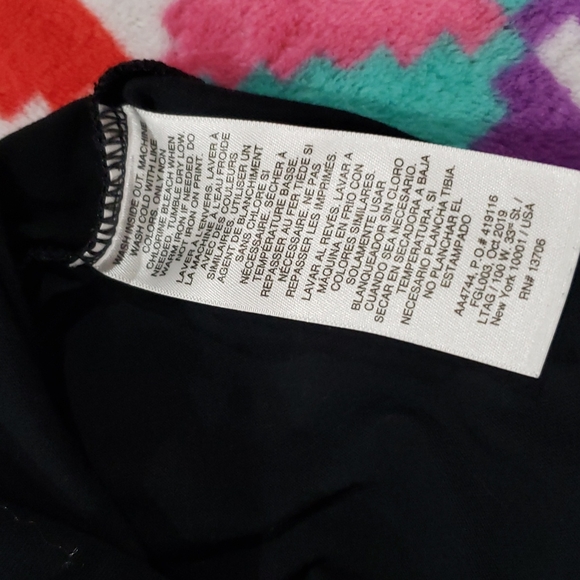 WASH INSIDE OUT. MACHINE
WASH COLD WITH LIKE
COLORS. ONLY NON
CHLORINE BLEACH WHEN
NEEDED. TUMBLE DRY LOW.
WARM IRON IF NEEDED. DO
NOT IRON ON PRINT.
LAVER À L'ENVERS. LAVER À
LA MACHINE À L'EAU FROIDE
AVEC COULEURS
SIMILAIRES. UTILISER UN
AGENT DE BLANCHIMENT
SANS CHLORE SI
NÉCESSAIRE. SÉCHER À
TEMPÉRATURE BASSE.
REPASSER AU FER TIÈDE SI
NÉCESSAIRE. NE PAS
REPASSER LES IMPRIMÉS.
LAVAR AL REVÉS. LAVAR A
MÁQUINA EN FRÍO CON
COLORES SIMILARES.
BLANQUEADOR SIN CLORO
CUANDO SEA NECESARIO.
SECAR EN SECADORA A BAJA
TEMPERATURA. SI
NECESARIO PLANCHA TIBIA.
NO PLANCHAR EL
ESTAMPADO
AA4744, P.O.# 419116
FGL003, Oct 2019
LTAG / 100 W. 33rd St. /
New York 10001 / USA
RN# 13706